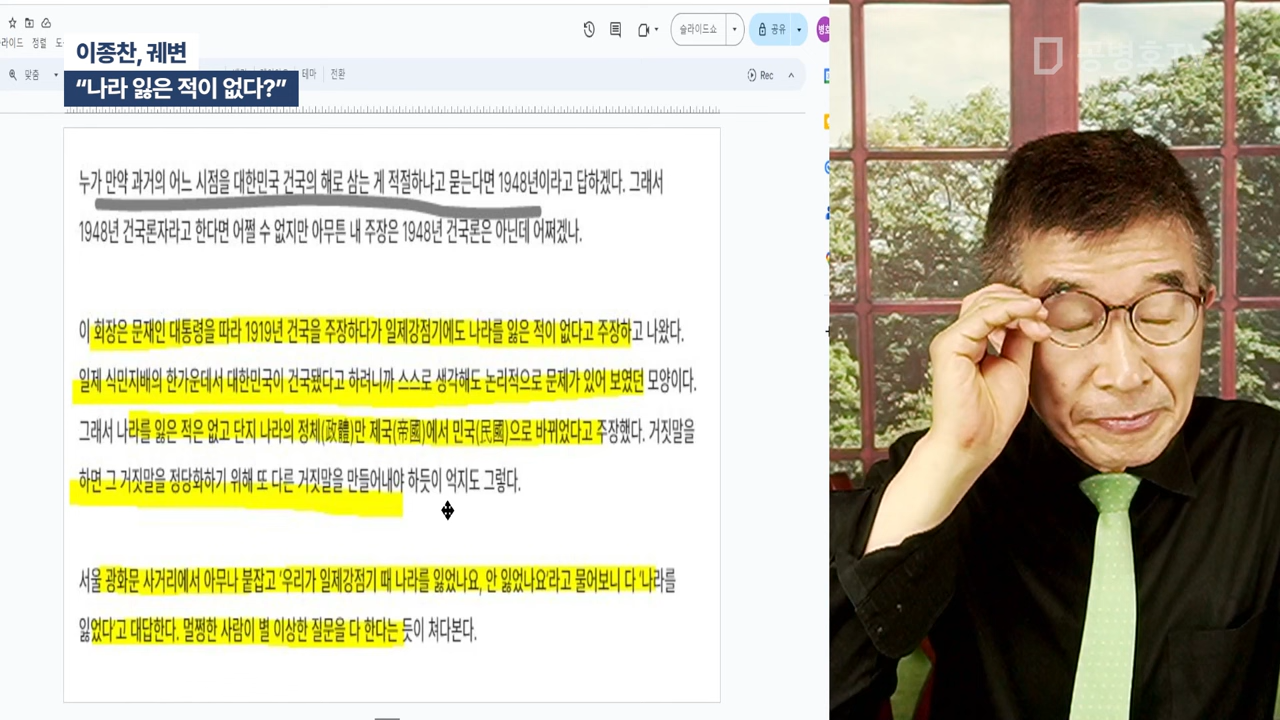 이종찬, 궤변
“나라 잃은 적이 없다?”
라이드 정렬 도
슬라이드쇼
공유
맞춤
테마
전환
Rec
공병호TV
누가 만약 과거의 어느 시점을 대한민국 건국의 해로 삼는 게 적절하냐고 묻는다면 1948년이라고 답하겠다. 그래서
1948년 건국론자라고 한다면 어쩔 수 없지만 아무튼 내 주장은 1948년 건국론은 아닌데 어쩌겠나.
이 회장은 문재인 대통령을 따라 1919년 건국을 주장하다가 일제강점기에도 나라를 잃은 적이 없다고 주장하고 나왔다.
일제 식민지배의 한가운데서 대한민국이 건국됐다고 하려니까 스스로 생각해도 논리적으로 문제가 있어 보였던 모양이다.
그래서 나라를 잃은 적은 없고 단지 나라의 정체(政體)만 제국(帝國)에서 민국(民國)으로 바뀌었다고 주장했다. 거짓말을
하면 그 거짓말을 정당화하기 위해 또 다른 거짓말을 만들어내야 하듯이 억지도 그렇다.
서울 광화문 사거리에서 아무나 붙잡고 '우리가 일제강점기 때 나라를 잃었나요, 안 잃었나요'라고 물어보니 다 '나라를
잃었다'고 대답한다. 멀쩡한 사람이 별 이상한 질문을 다 한다는 듯이 쳐다본다.